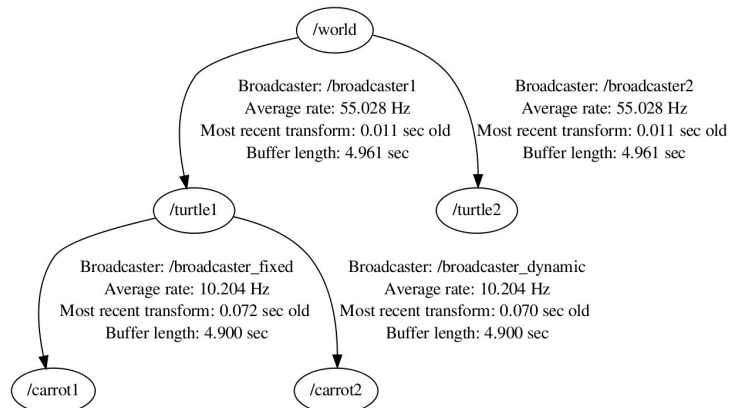 /world
Broadcaster: /broadcaster1
Average rate: 55.028 Hz
Most recent transform: 0.011 sec old
Buffer length: 4.961 sec
Broadcaster: /broadcaster2
Average rate: 55.028 Hz
Most recent transform: 0.011 sec old
Buffer length: 4.961 sec
/turtle1
/turtle2
Broadcaster: /broadcaster_fixed
Average rate: 10.204 Hz
Most recent transform: 0.072 sec old
Buffer length: 4.900 sec
Broadcaster: /broadcaster_dynamic
Average rate: 10.204 Hz
Most recent transform: 0.070 sec old
Buffer length: 4.900 sec
/carrot1
/carrot2